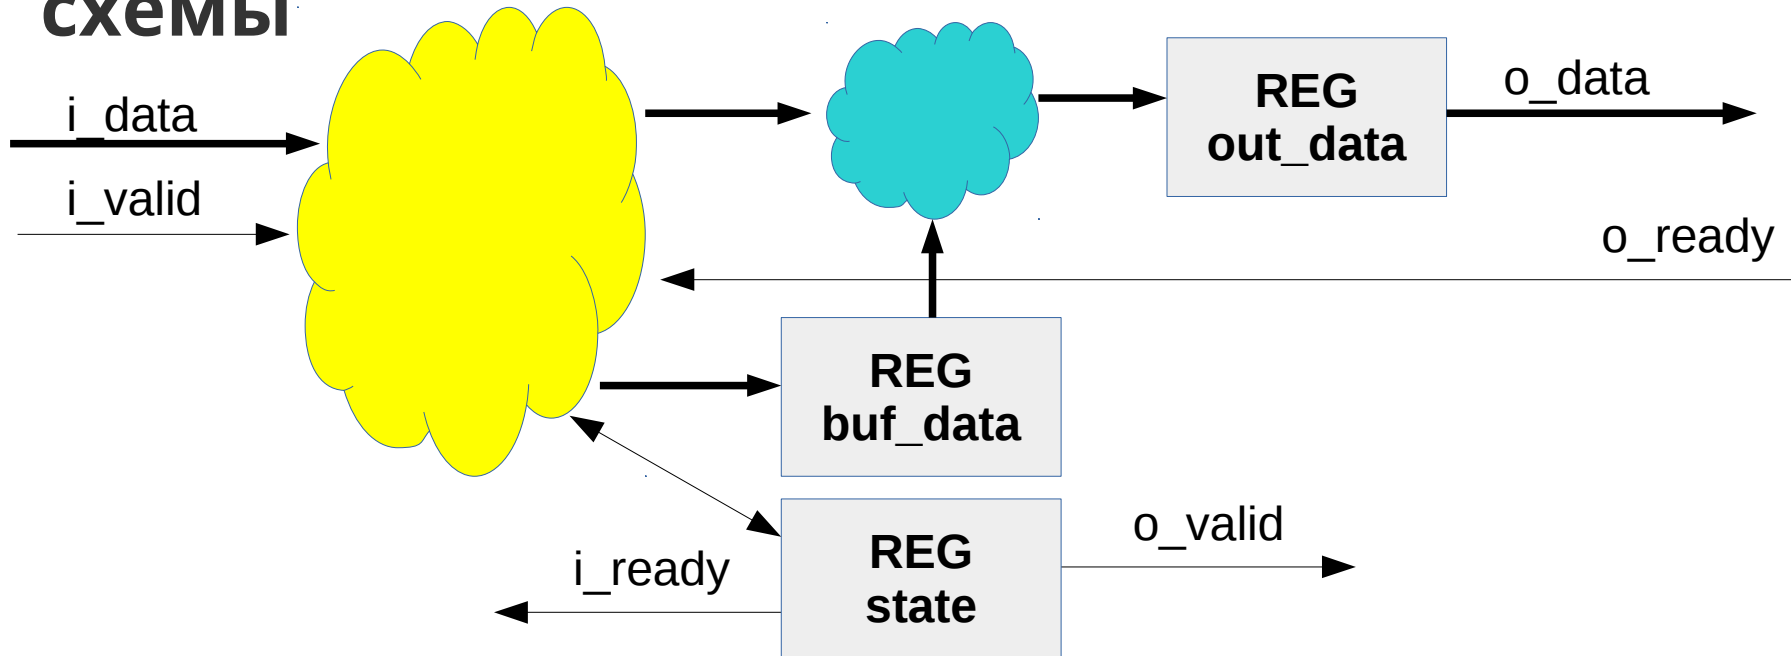 схемы
i_data
i_valid
REG
out_data
o_data
o_ready
REG
buf_data
REG
state
o_valid
i_ready